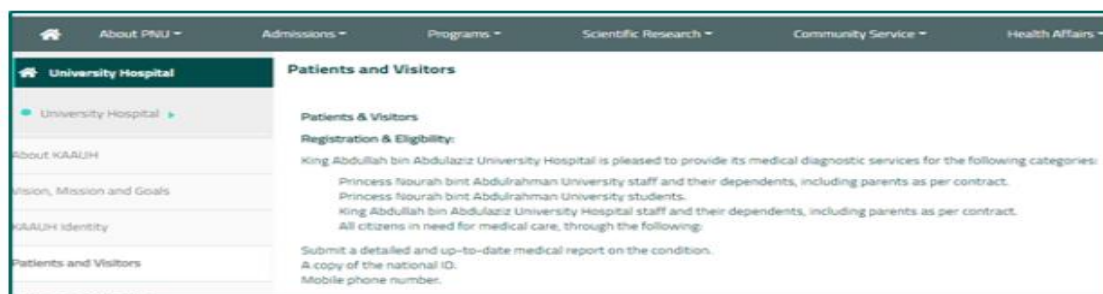 About PNU Admissions Programs Scientific Research Community Service Health Affairs
University Hospital
University Hospital
About KAAUH
Vision, Mission and Goals
KAAUH Identity
Patients and Visitors
Patients and Visitors
Patients & Visitors
Registration & Eligibility:
King Abdullah bin Abdulaziz University Hospital is pleased to provide its medical diagnostic services for the following categories:
Princess Nourah bint Abdulrahman University staff and their dependents, including parents as per contract.
Princess Nourah bint Abdulrahman University students.
King Abdullah bin Abdulaziz University Hospital staff and their dependents, including parents as per contract.
All citizens in need for medical care, through the following:
Submit a detailed and up-to-date medical report on the condition.
A copy of the national ID.
Mobile phone number.